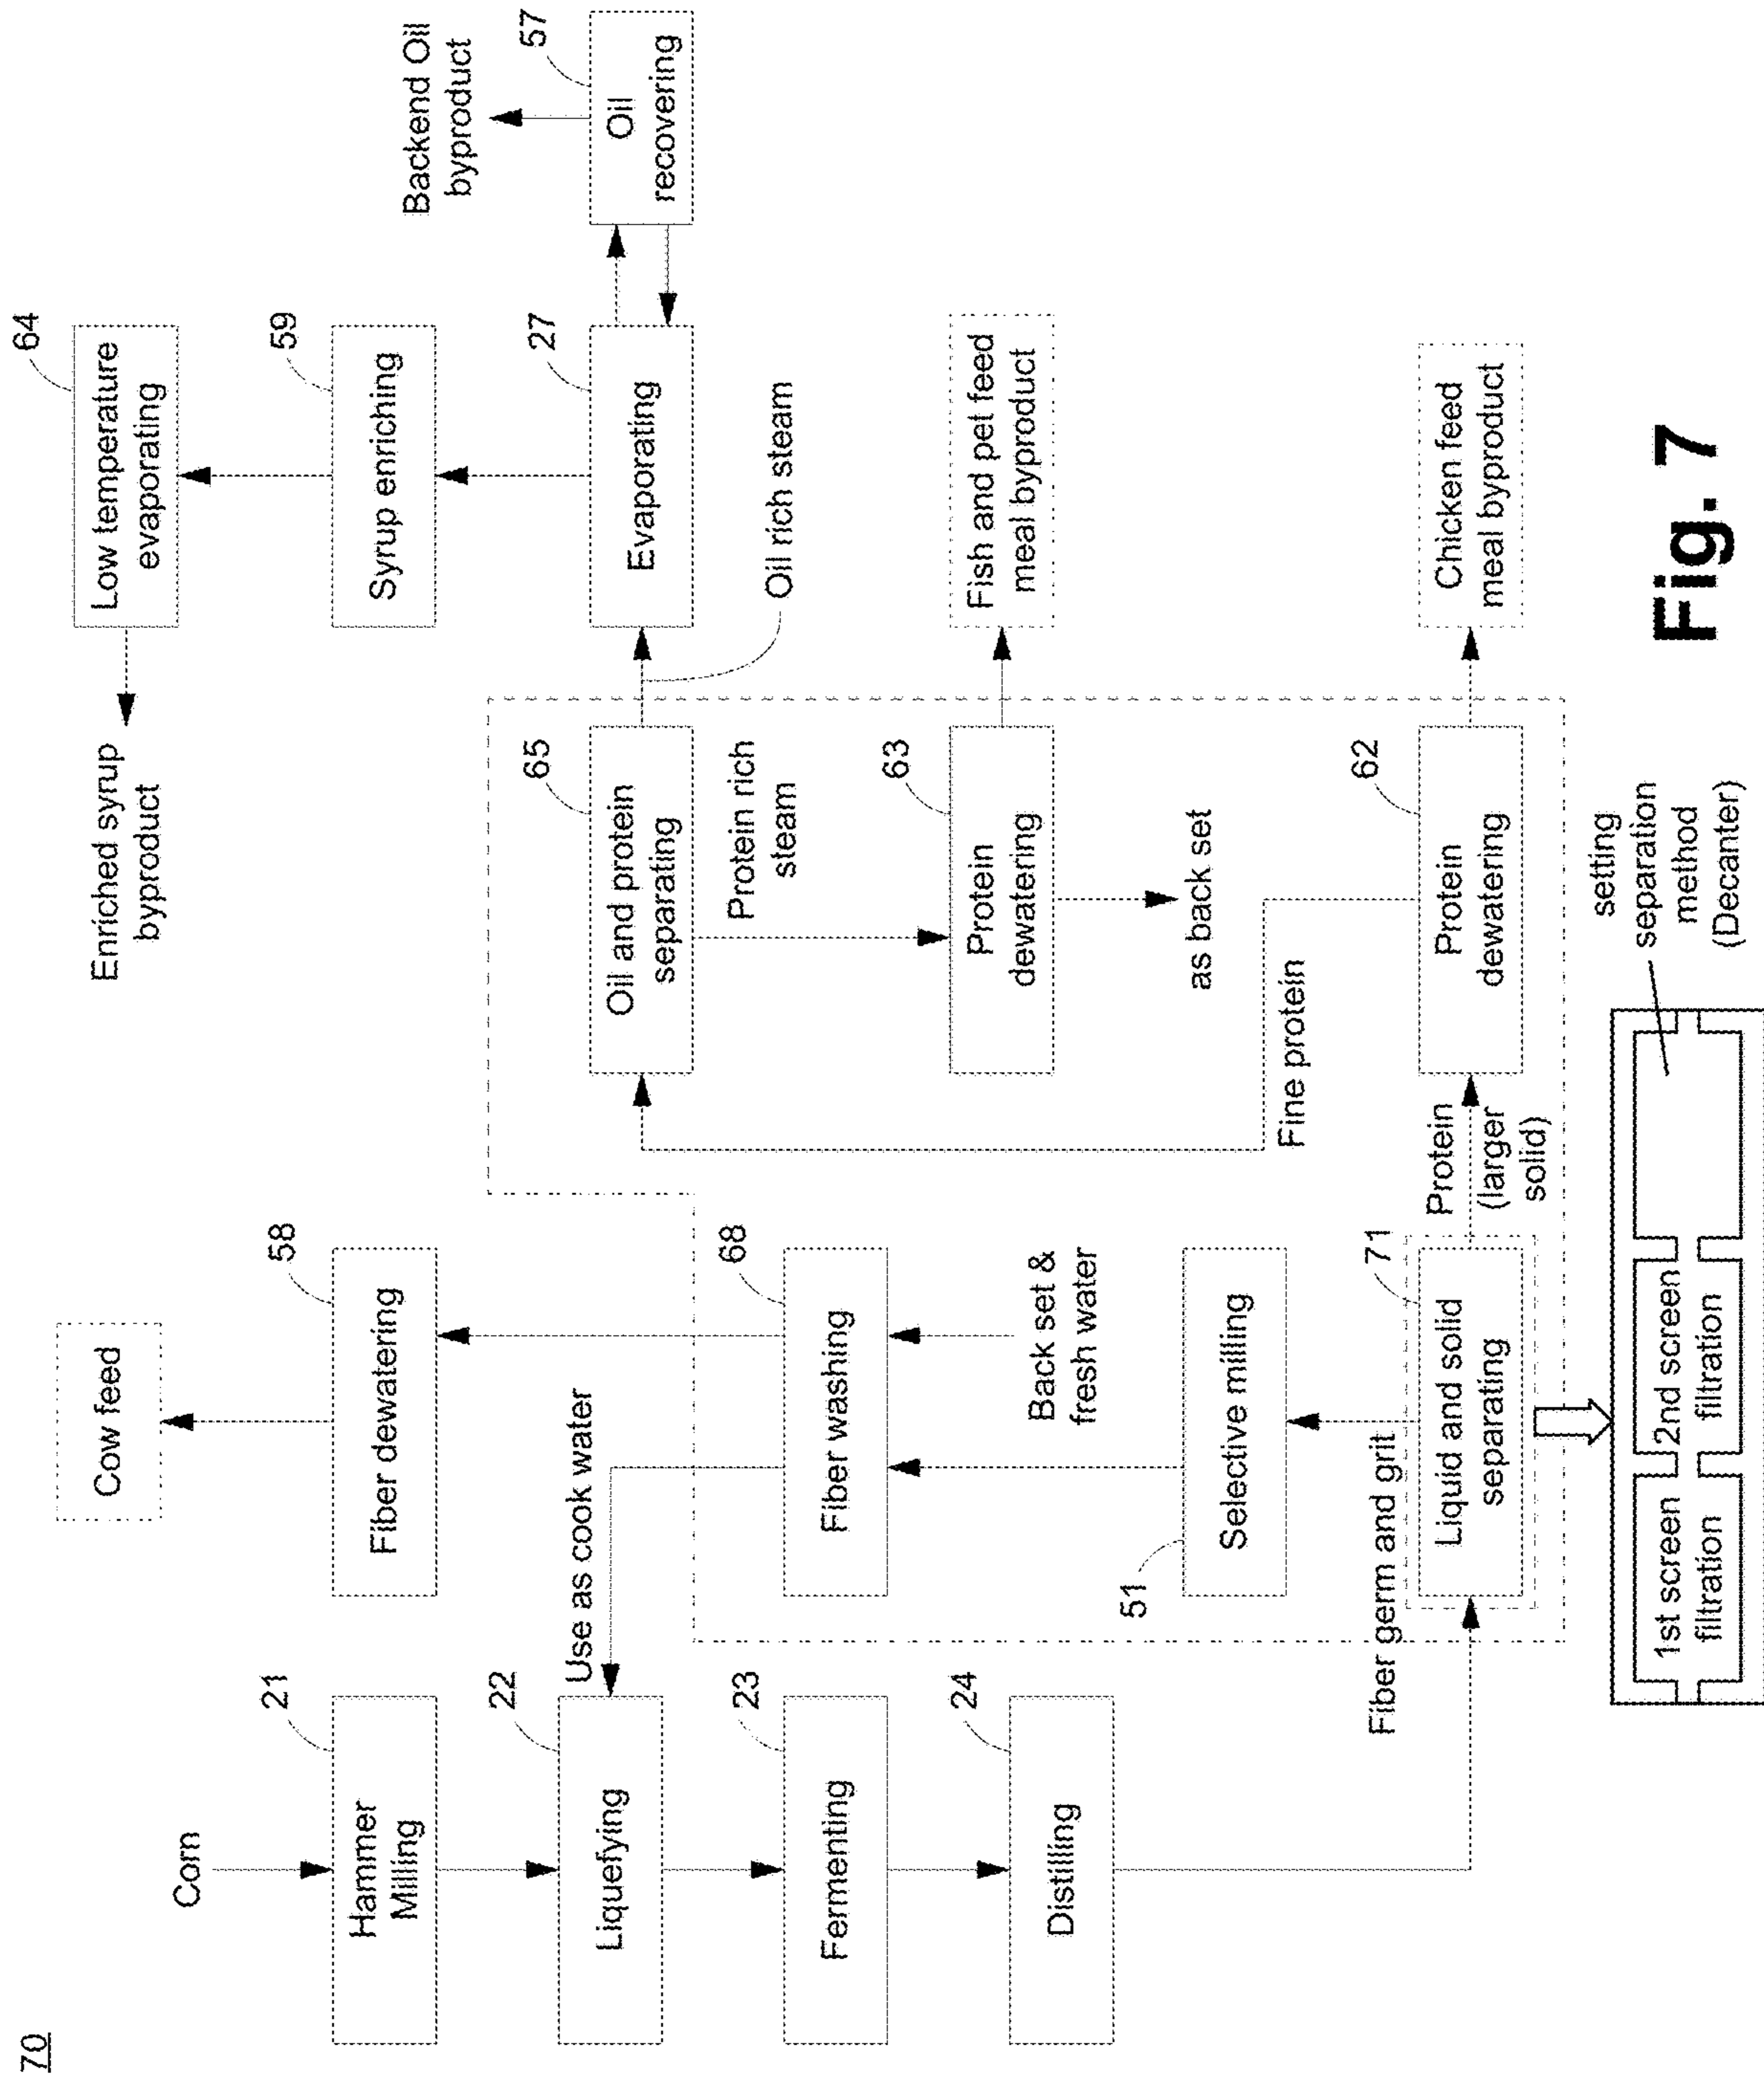 70
Corn
Hammer
Milling
21
Liquefying
22
Fermenting
23
Distilling
24
Cow feed
Fiber dewatering
58
Use as cook water
Fiber washing
68
Back set &
fresh water
Selective milling
51
Fiber germ and grit
Liquid and solid
separating
71
Protein
(larger
solid)
1st screen
filtration
2nd screen
filtration
setting
separation
method
(Decanter)
Enriched syrup
byproduct
Oil and protein
separating
65
Protein rich
steam
Protein
dewatering
63
as back set
Fine protein
Protein
dewatering
62
Low temperature
evaporating
64
Syrup enriching
59
Evaporating
27
Oil rich steam
Fish and pet feed
meal byproduct
Chicken feed
meal byproduct
Backend Oil
byproduct
Oil
recovering
57
Fig. 7